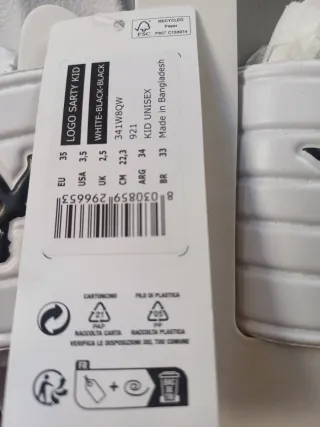 RECYCLED
Paper
FSC
FSC® C134614
LOGO SARTY KID
WHITE-BLACK-BLACK
341W8QW
921
KID UNISEX
Made in Bangladesh
EU 35
USA 3,5
UK 2,5
CM 22,3
ARG 34
BR 33
8 030859 296653
CARTONCINO
21
PAP
RACCOLTA CARTA
FILO DI PLASTICA
05
PP
RACCOLTA PLASTICA
VERIFICA LE DISPOSIZIONI DEL TUO COMUNE
FR
+